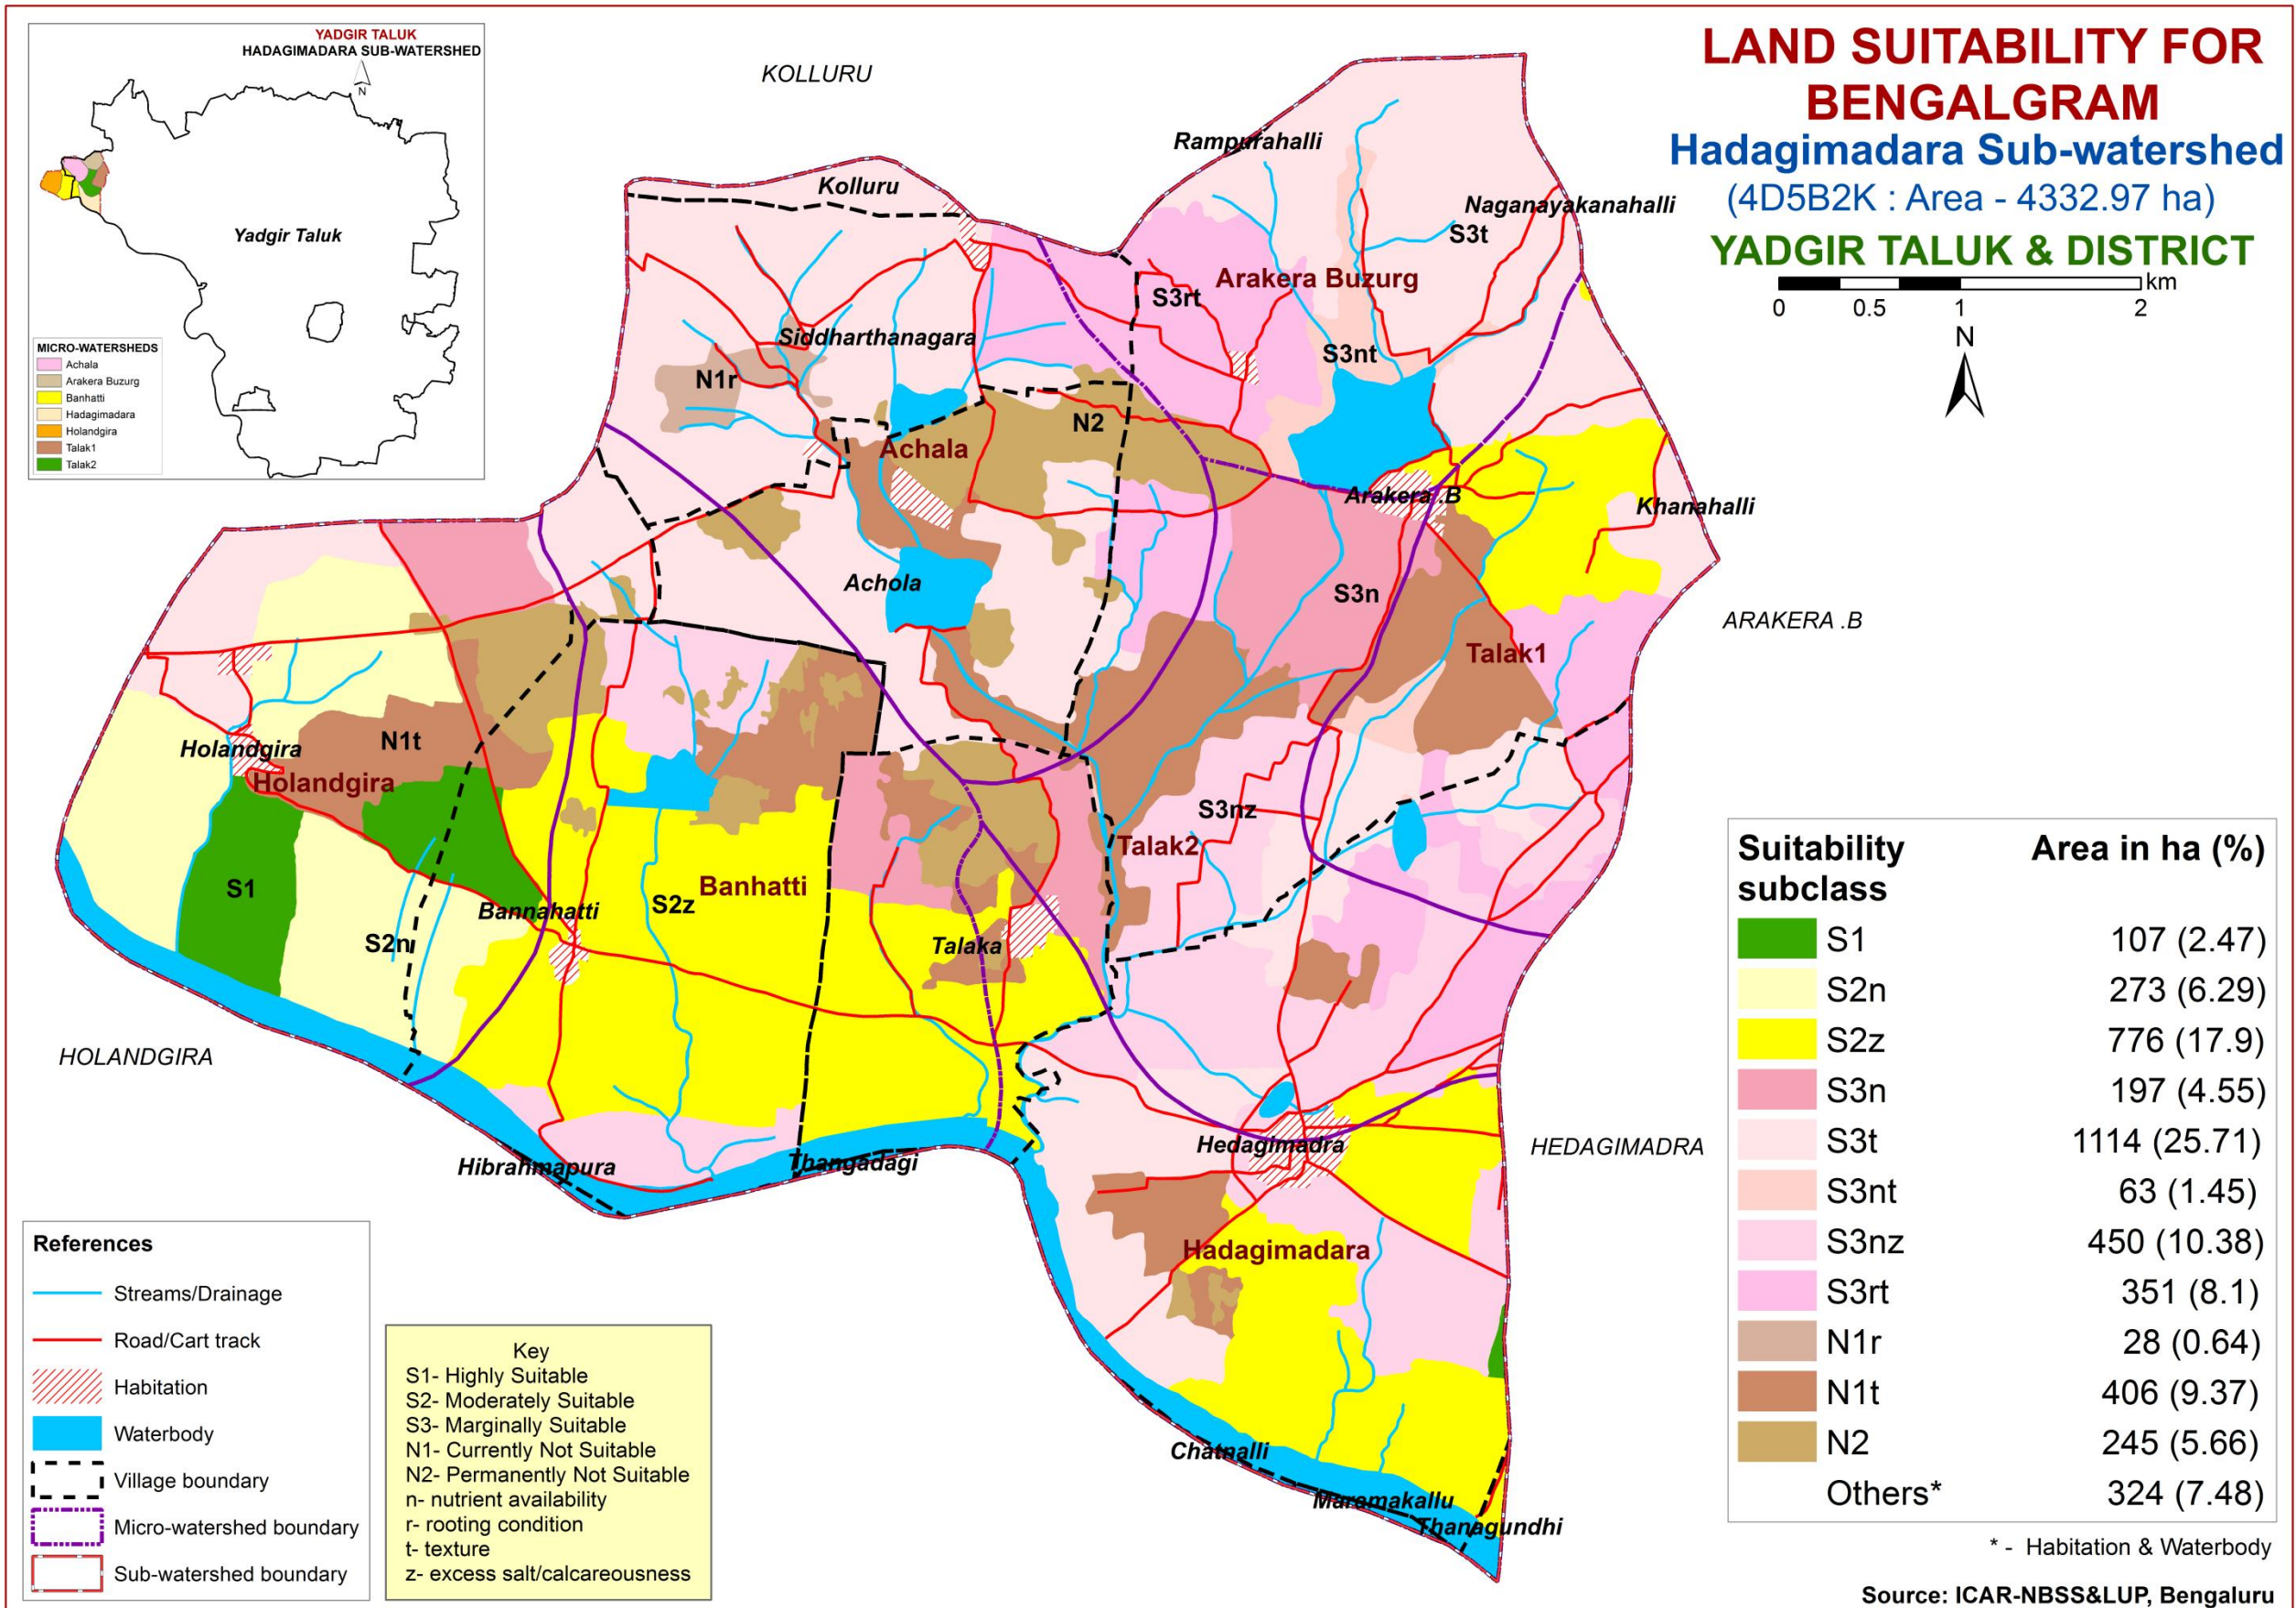 YADGIR TALUK
HADAGIMADARA SUB-WATERSHED
N
Yadgir Taluk
MICRO-WATERSHEDS
Achala
Arakera Buzurg
Banhatti
Hadagimadara
Holandgira
Talak1
Talak2
LAND SUITABILITY FOR
BENGALGRAM
Hadagimadara Sub-watershed
(4D5B2K : Area - 4332.97 ha)
YADGIR TALUK & DISTRICT
km
0 0.5 1 2
N
KOLLURU
Rampurahalli
Kolluru
Naganayakanahalli
S3t
Arakera Buzurg
S3rt
Siddharthanagara
S3nt
N1r
N2
Achala
Arakera .B
Khanahalli
Achola
S3n
ARAKERA .B
Talak1
N1t
Holandgira
Holandgira
S3nz
Talak2
S1
Banhatti
S2z
Bannahatti
S2n
Talaka
HOLANDGIRA
Hedagimadra
HEDAGIMADRA
Hibrahmapura
Thangadagi
Hadagimadara
Chatnalli
Maramakallu
Thanagundhi
Suitability Area in ha (%)
subclass
S1 107 (2.47)
S2n 273 (6.29)
S2z 776 (17.9)
S3n 197 (4.55)
S3t 1114 (25.71)
S3nt 63 (1.45)
S3nz 450 (10.38)
S3rt 351 (8.1)
N1r 28 (0.64)
N1t 406 (9.37)
N2 245 (5.66)
Others* 324 (7.48)
* - Habitation & Waterbody
Source: ICAR-NBSS&LUP, Bengaluru
References
Streams/Drainage
Road/Cart track
Habitation
Waterbody
Village boundary
Micro-watershed boundary
Sub-watershed boundary
Key
S1- Highly Suitable
S2- Moderately Suitable
S3- Marginally Suitable
N1- Currently Not Suitable
N2- Permanently Not Suitable
n- nutrient availability
r- rooting condition
t- texture
z- excess salt/calcareousness